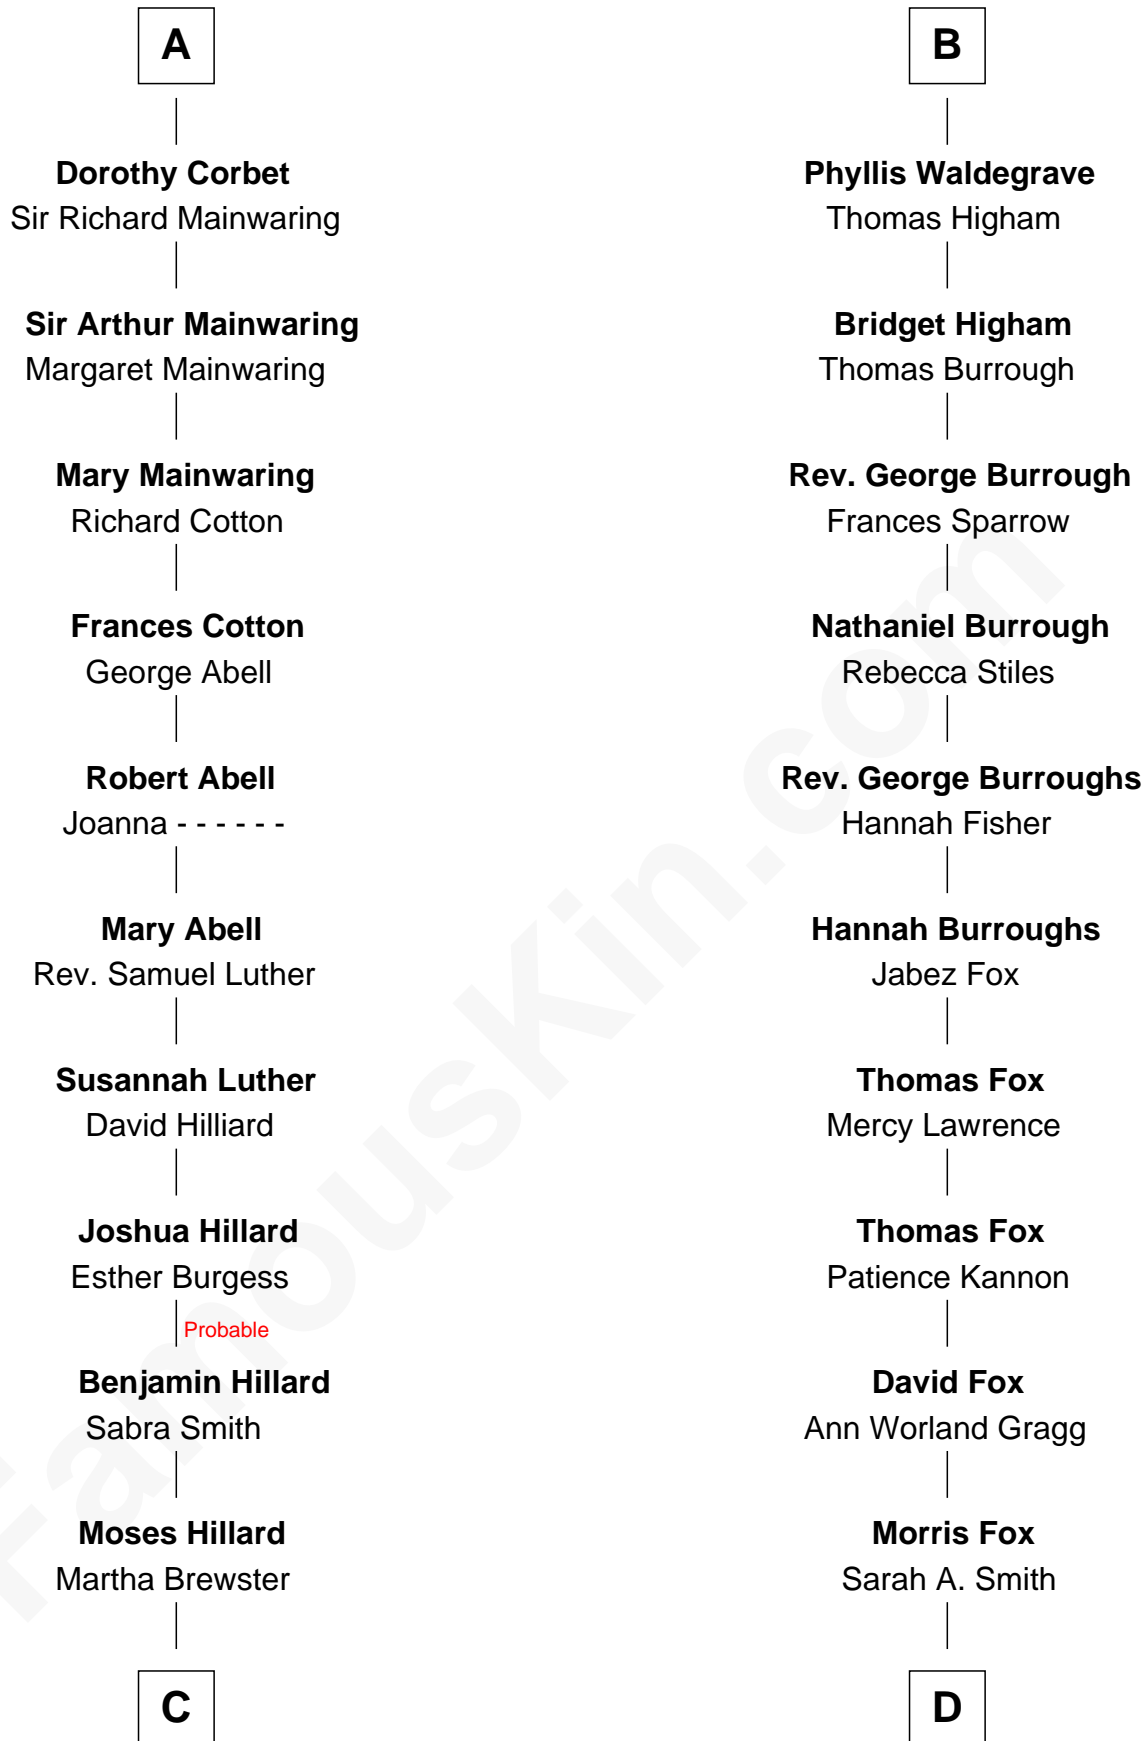 A
Dorothy Corbet
Sir Richard Mainwaring
Sir Arthur Mainwaring
Margaret Mainwaring
Mary Mainwaring
Richard Cotton
Frances Cotton
George Abell
Robert Abell
Joanna - - - - - -
Mary Abell
Rev. Samuel Luther
Susannah Luther
David Hilliard
Joshua Hillard
Esther Burgess
Probable
Benjamin Hillard
Sabra Smith
Moses Hillard
Martha Brewster
C
B
Phyllis Waldegrave
Thomas Higham
Bridget Higham
Thomas Burrough
Rev. George Burrough
Frances Sparrow
Nathaniel Burrough
Rebecca Stiles
Rev. George Burroughs
Hannah Fisher
Hannah Burroughs
Jabez Fox
Thomas Fox
Mercy Lawrence
Thomas Fox
Patience Kannon
David Fox
Ann Worland Gragg
Morris Fox
Sarah A. Smith
D
FamousKin.com